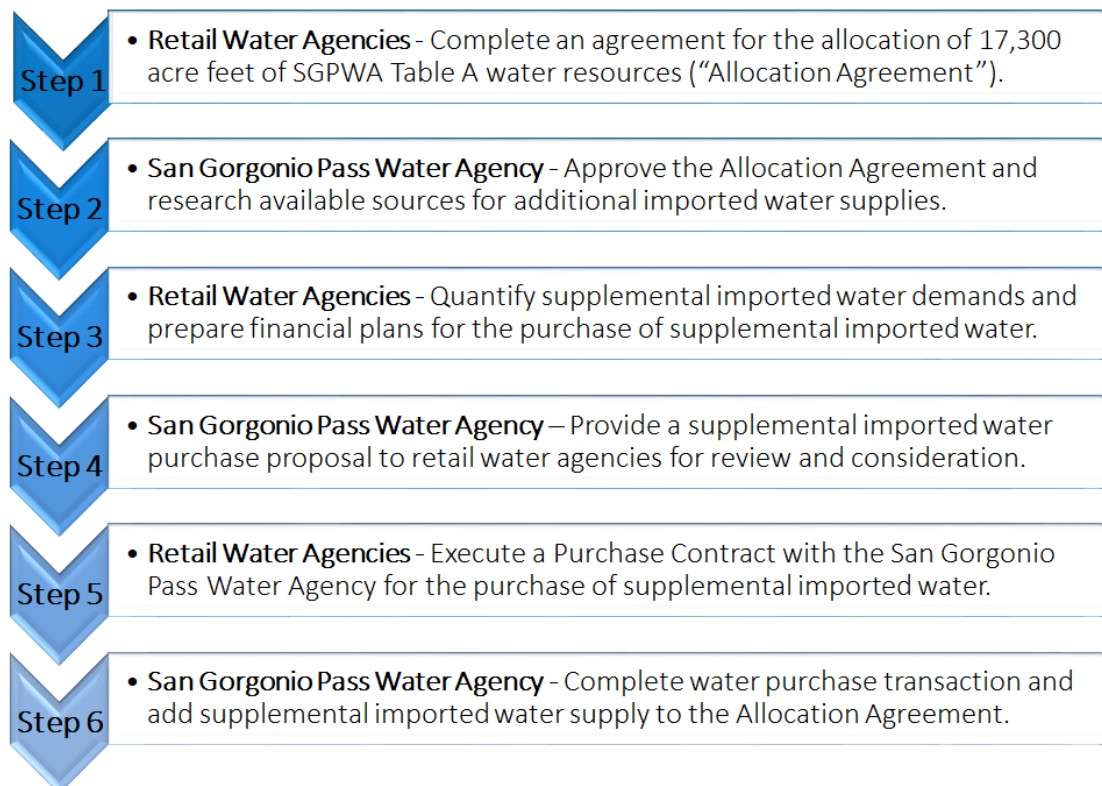 Step 1
• Retail Water Agencies - Complete an agreement for the allocation of 17,300
acre feet of SGPWA Table A water resources (“Allocation Agreement”).
Step 2
• San Gorgonio Pass Water Agency - Approve the Allocation Agreement and
research available sources for additional imported water supplies.
Step 3
• Retail Water Agencies - Quantify supplemental imported water demands and
prepare financial plans for the purchase of supplemental imported water.
Step 4
• San Gorgonio Pass Water Agency – Provide a supplemental imported water
purchase proposal to retail water agencies for review and consideration.
Step 5
• Retail Water Agencies - Execute a Purchase Contract with the San Gorgonio
Pass Water Agency for the purchase of supplemental imported water.
Step 6
• San Gorgonio Pass Water Agency - Complete water purchase transaction and
add supplemental imported water supply to the Allocation Agreement.